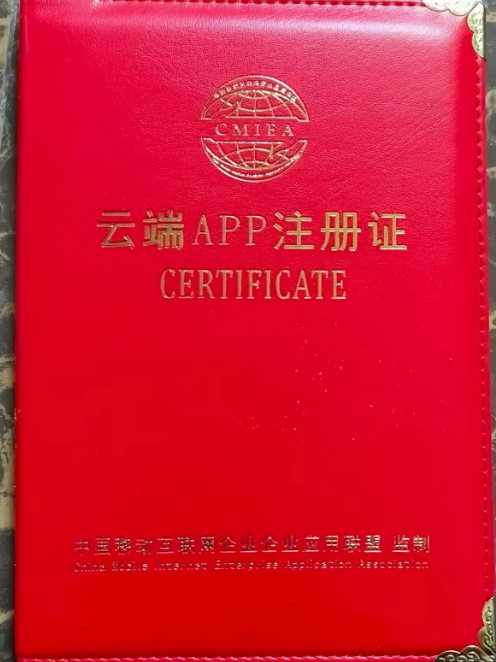 CMIEA
云端APP注册证
CERTIFICATE
中国移动互联网企业企业应用联盟 监制
China Mobile Internet Enterprise Application Association